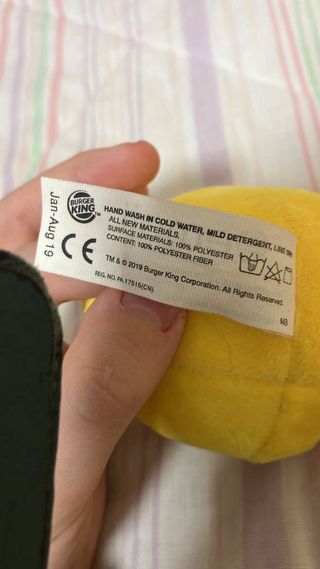 Jan-Aug 19
BURGER
KING™
CE
HAND WASH IN COLD WATER, MILD DETERGENT, LINE DRY
ALL NEW MATERIALS.
SURFACE MATERIALS: 100% POLYESTER
CONTENT: 100% POLYESTER FIBER
TM & © 2019 Burger King Corporation. All Rights Reserved.
REG. NO. PA.17515(CN)